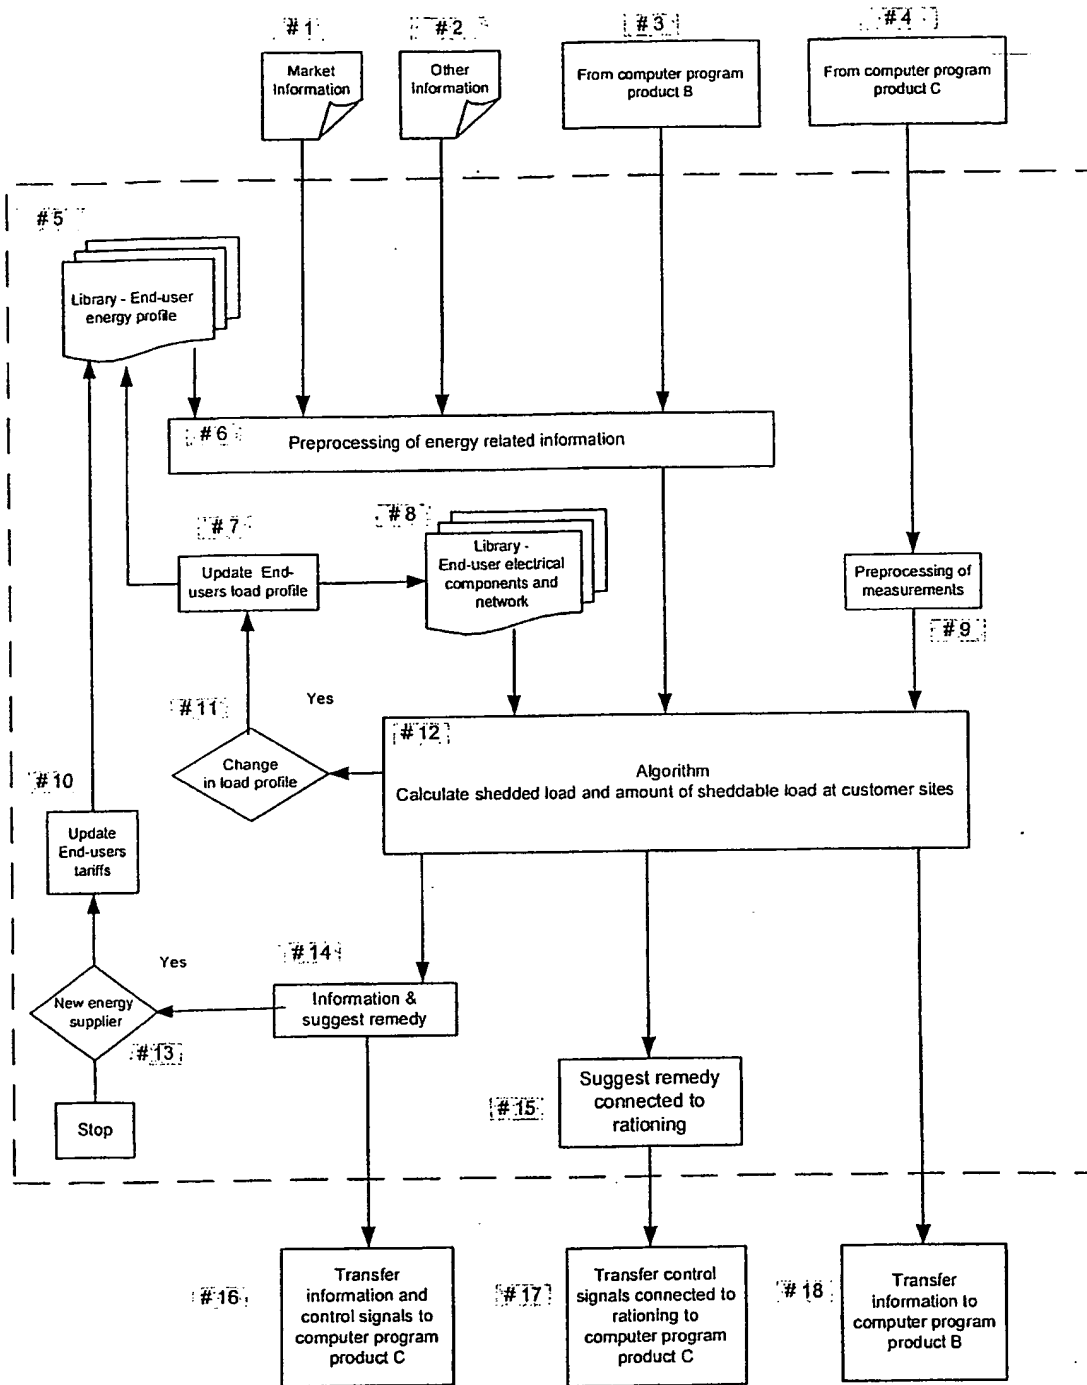 # 1
# 2
# 3
# 4
Market
Information
Other
Information
From computer program
product B
From computer program
product C
# 5
Library - End-user
energy profile
# 6
Preprocessing of energy related information
# 7
# 8
Update End-
users load profile
Library -
End-user electrical
components and
network
Preprocessing of
measurements
# 9
# 11
Yes
# 12
Change
in load profile
Algorithm
Calculate shedded load and amount of sheddable load at customer sites
# 10
Update
End-users
tariffs
Yes
# 14
New energy
supplier
Information &
suggest remedy
# 13
Suggest remedy
connected to
rationing
# 15
Stop
# 16
Transfer
information and
control signals to
computer program
product C
# 17
Transfer control
signals connected to
rationing to
computer program
product C
# 18
Transfer
information to
computer program
product B